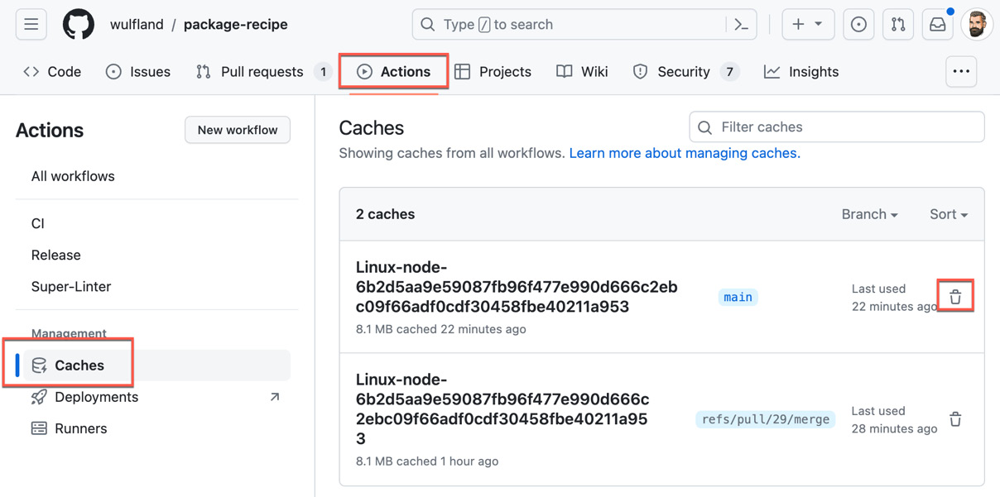 wulfland / package-recipe
Type / to search
Code
Issues
Pull requests 1
Actions
Projects
Wiki
Security 7
Insights
Actions
New workflow
All workflows
CI
Release
Super-Linter
Management
Caches
Deployments
Runners
Caches
Filter caches
Showing caches from all workflows. Learn more about managing caches.
2 caches
Branch
Sort
Linux-node-
6b2d5aa9e59087fb96f477e990d666c2eb
c09f66adf0cdf30458fbe40211a953
8.1 MB cached 22 minutes ago
main
Last used
22 minutes ago
Linux-node-
6b2d5aa9e59087fb96f477e990d666c
2ebc09f66adf0cdf30458fbe40211a95
3
8.1 MB cached 1 hour ago
refs/pull/29/merge
Last used
28 minutes ago